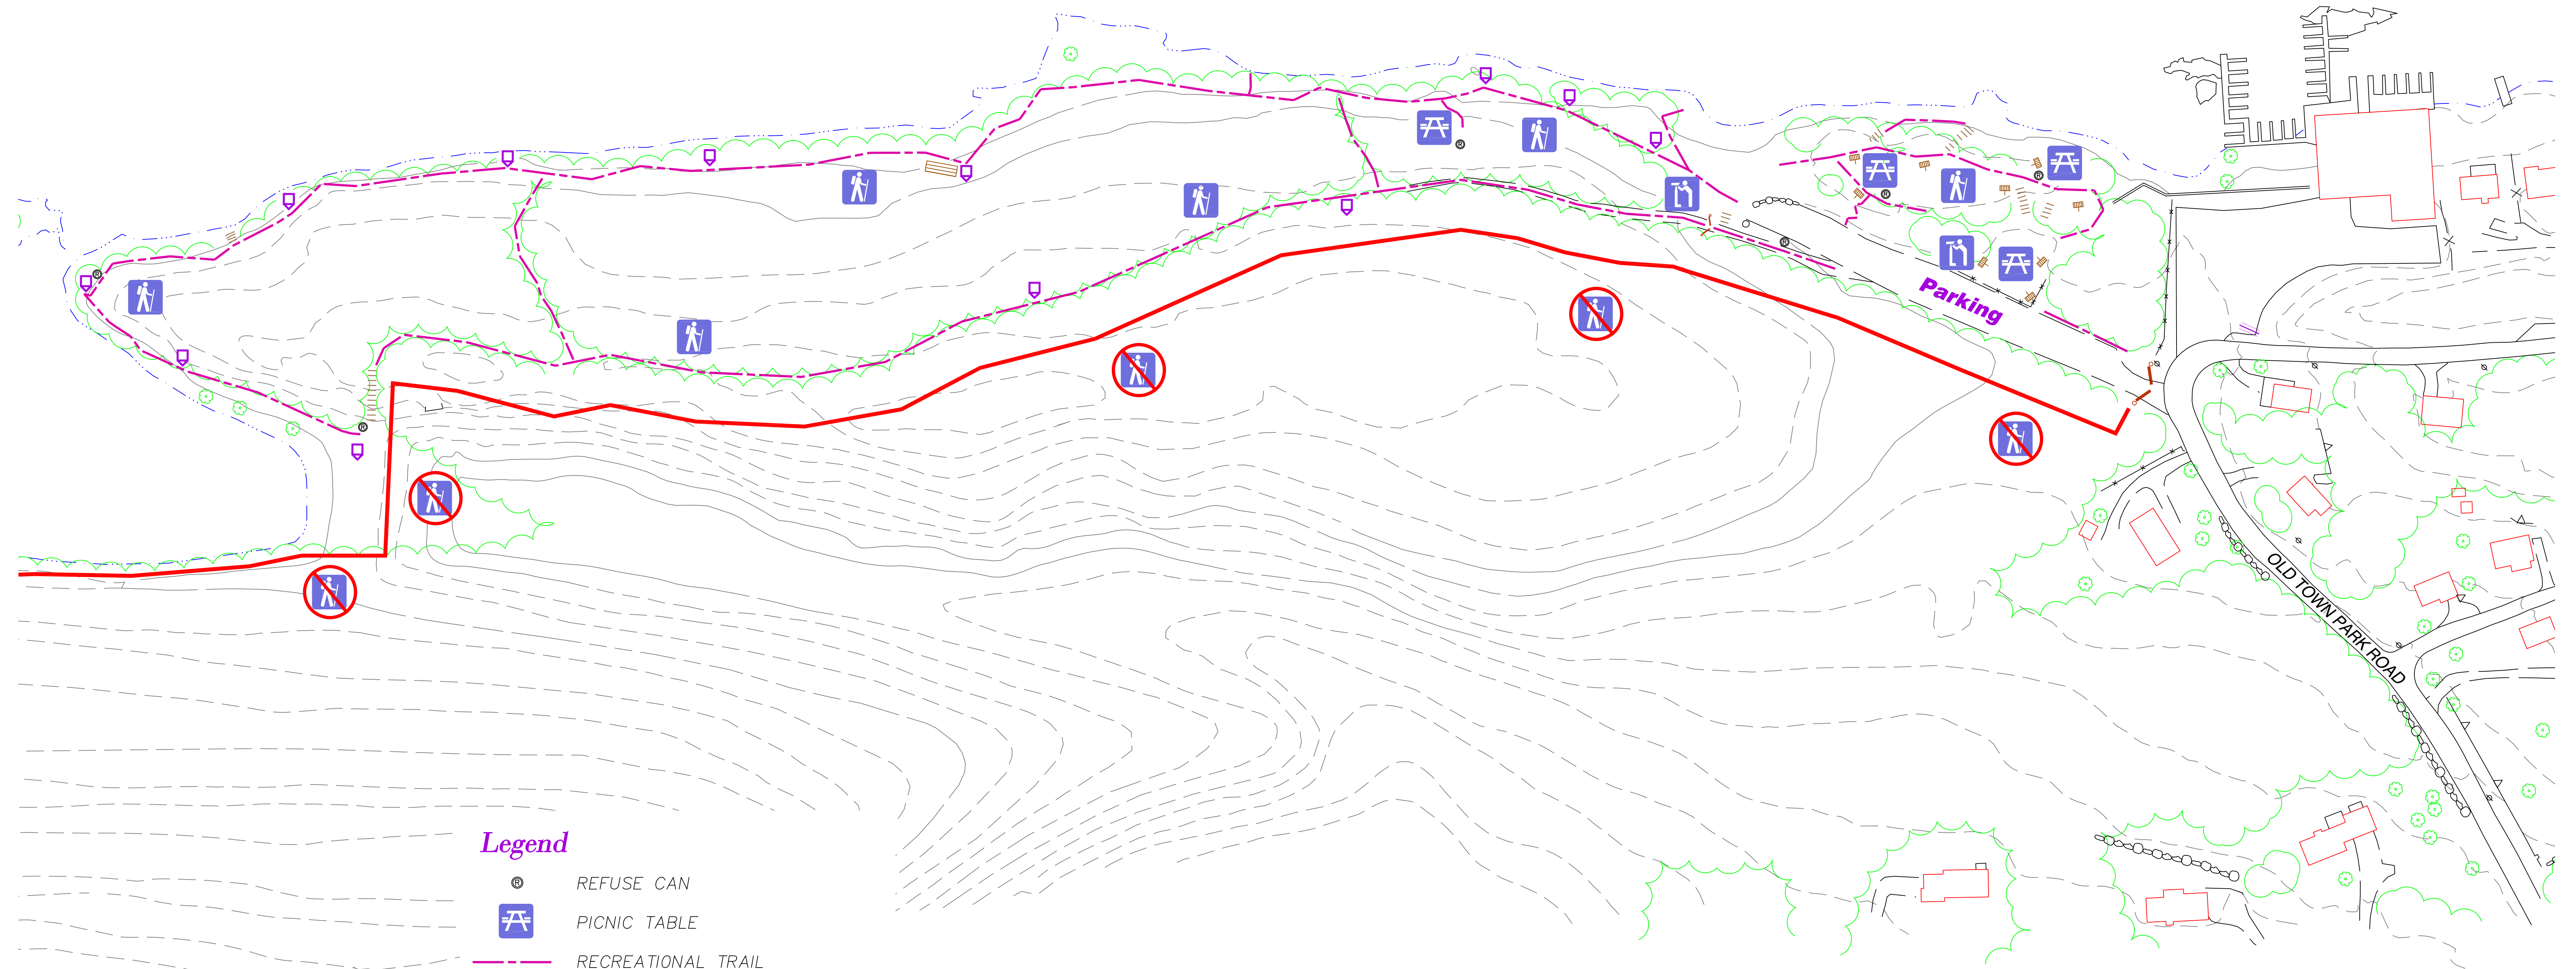 Parking
OLD TOWN PARK ROAD
Legend
® REFUSE CAN
PICNIC TABLE
RECREATIONAL TRAIL